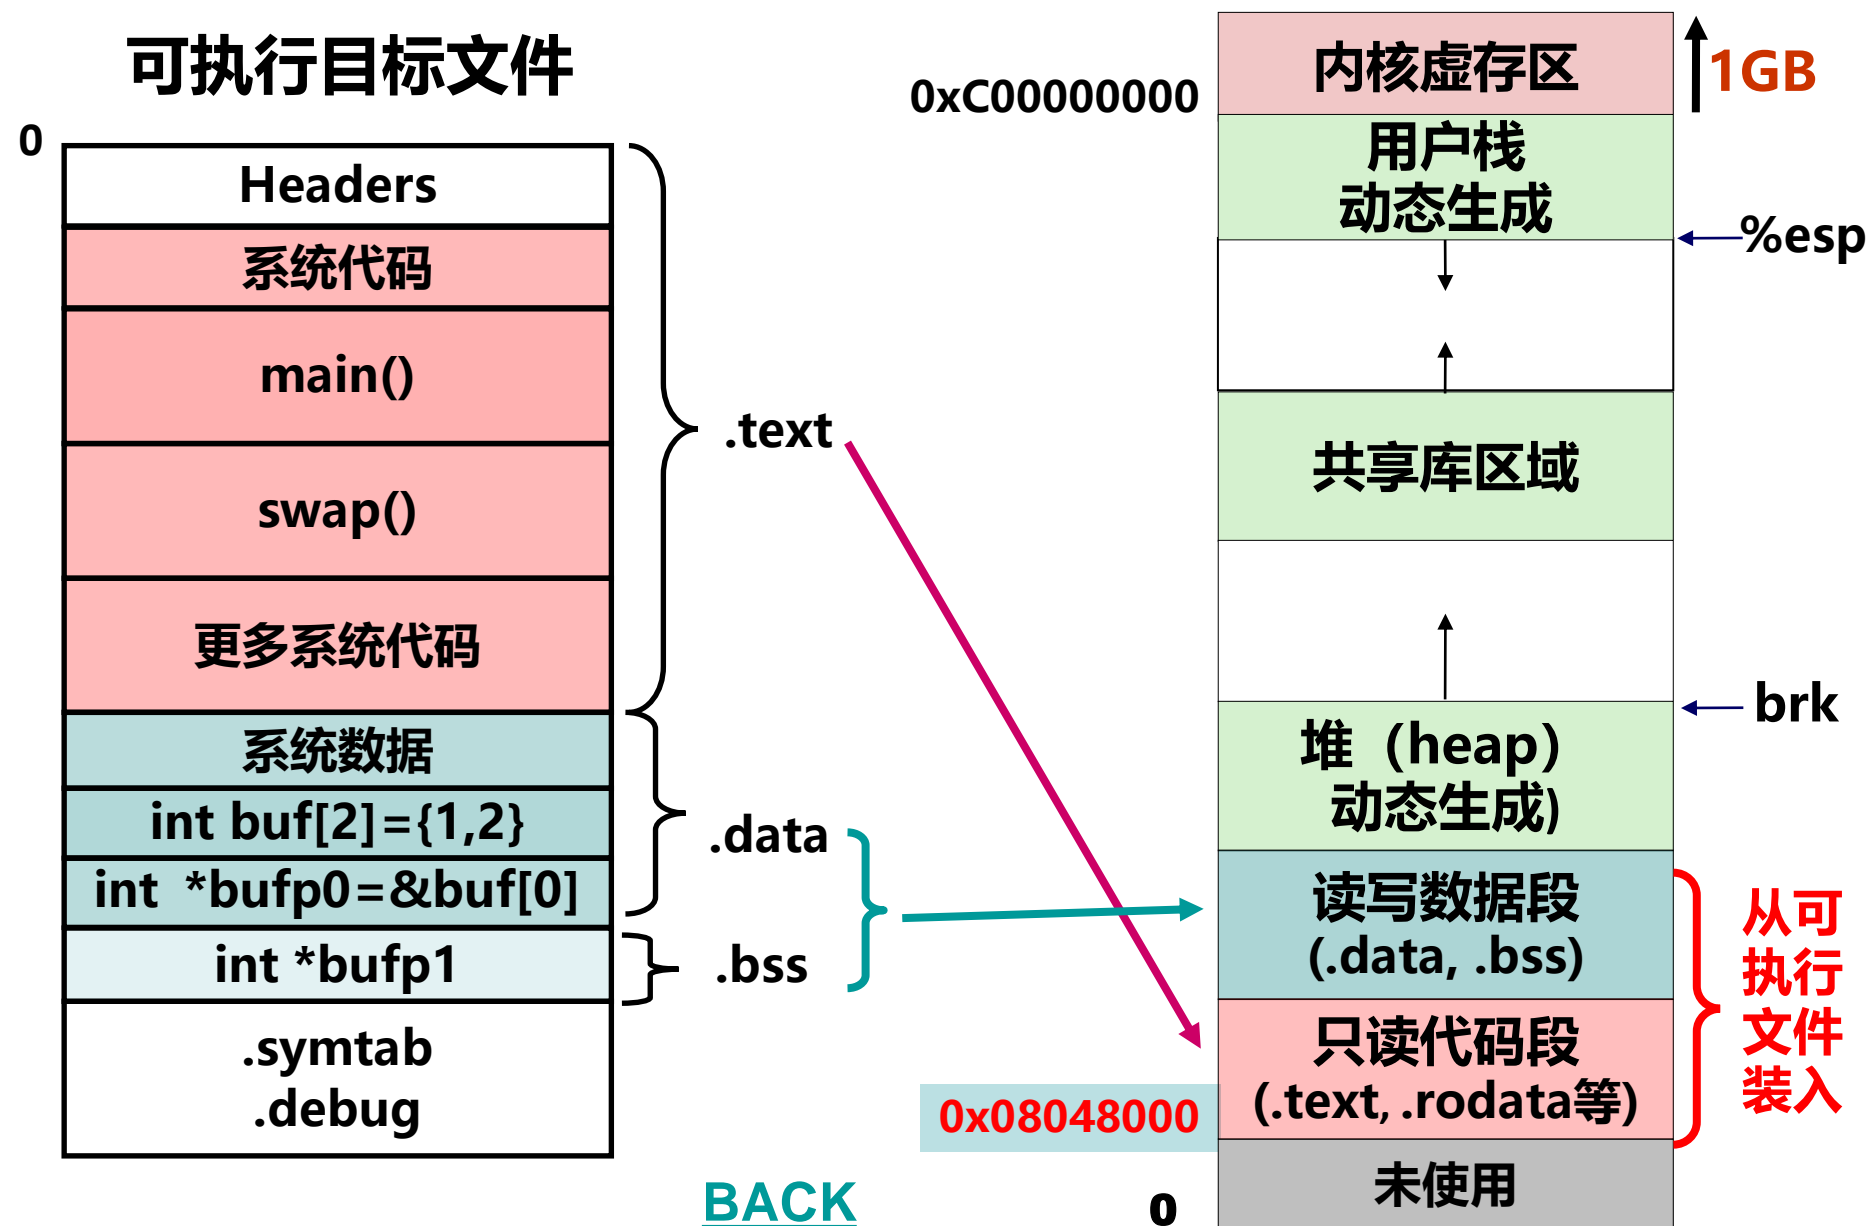 可执行目标文件
0
Headers
系统代码
main()
swap()
更多系统代码
系统数据
int buf[2]={1,2}
int *bufp0=&buf[0]
int *bufp1
.symtab
.debug
.text
.data
.bss
BACK
0xC00000000
内核虚存区
1GB
用户栈
动态生成
%esp
共享库区域
brk
堆（heap）
动态生成)
读写数据段
(.data, .bss)
只读代码段
(.text, .rodata等)
0x08048000
未使用
0
从可
执行
文件
装入